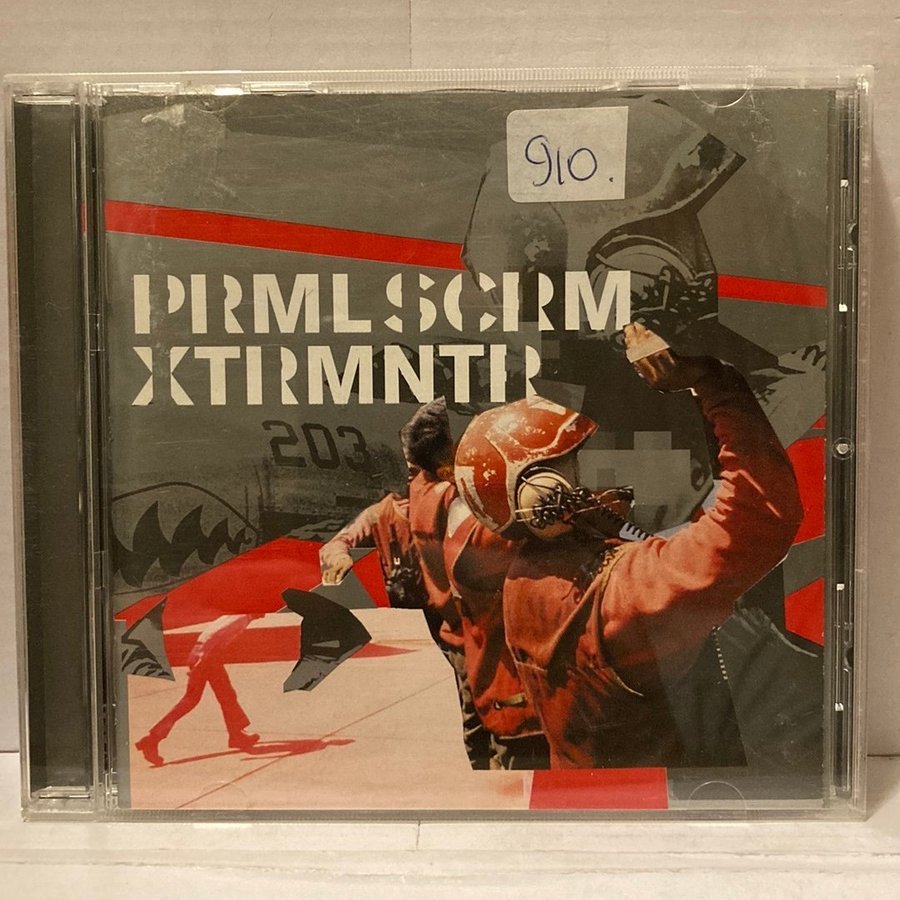 910.
PRML SCRM
XTRMNTR
203